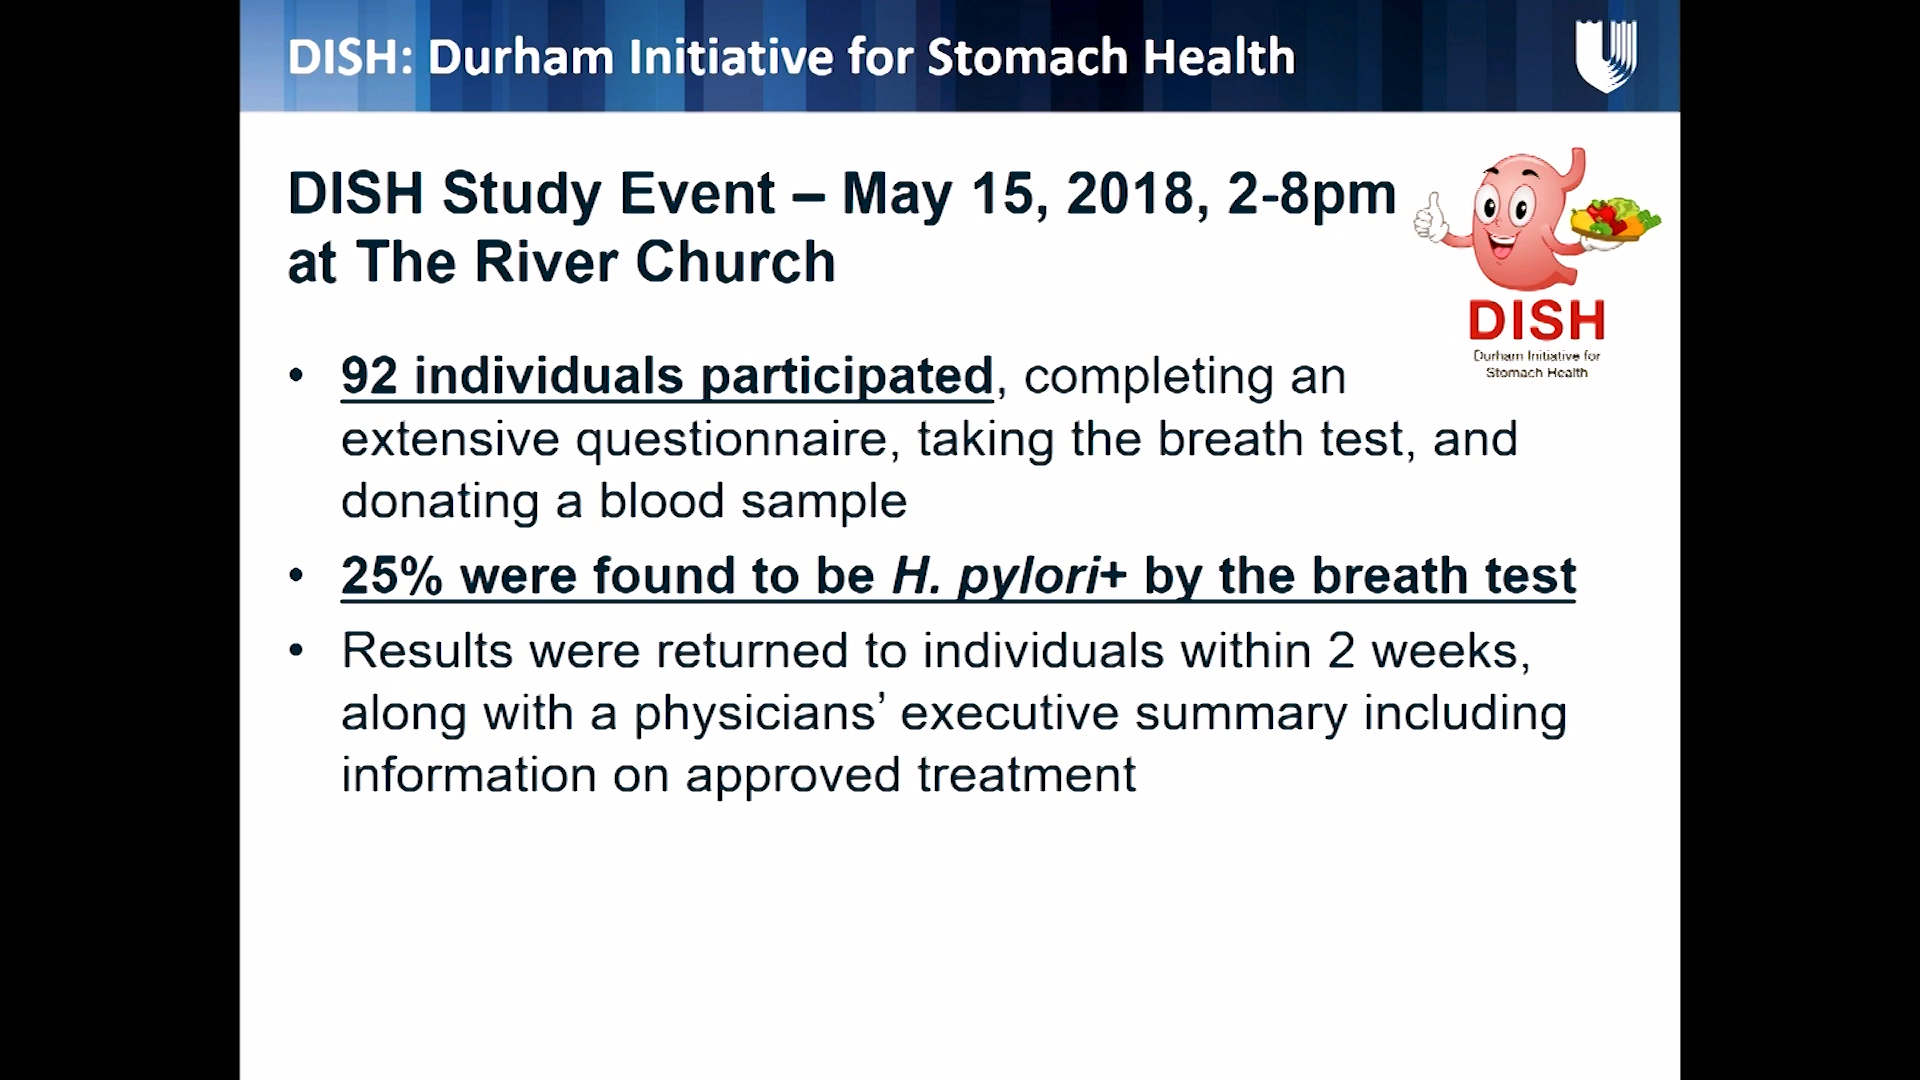 DISH: Durham Initiative for Stomach Health
DISH Study Event – May 15, 2018, 2-8pm
at The River Church
DISH
Durham Initiative for
Stomach Health
• 92 individuals participated, completing an
extensive questionnaire, taking the breath test, and
donating a blood sample
• 25% were found to be H. pylori+ by the breath test
• Results were returned to individuals within 2 weeks,
along with a physicians’ executive summary including
information on approved treatment